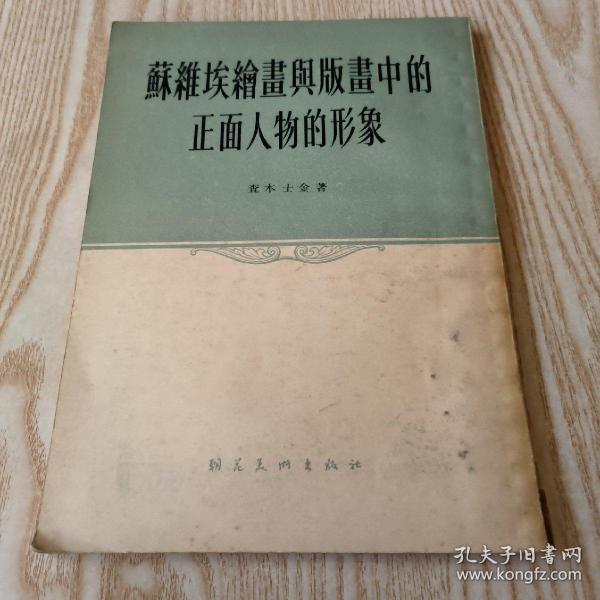 蘇維埃繪畫與版畫中的
正面人物的形象
查木士金著
朝花美術出版社
孔夫子旧书网
www.kongfz.com